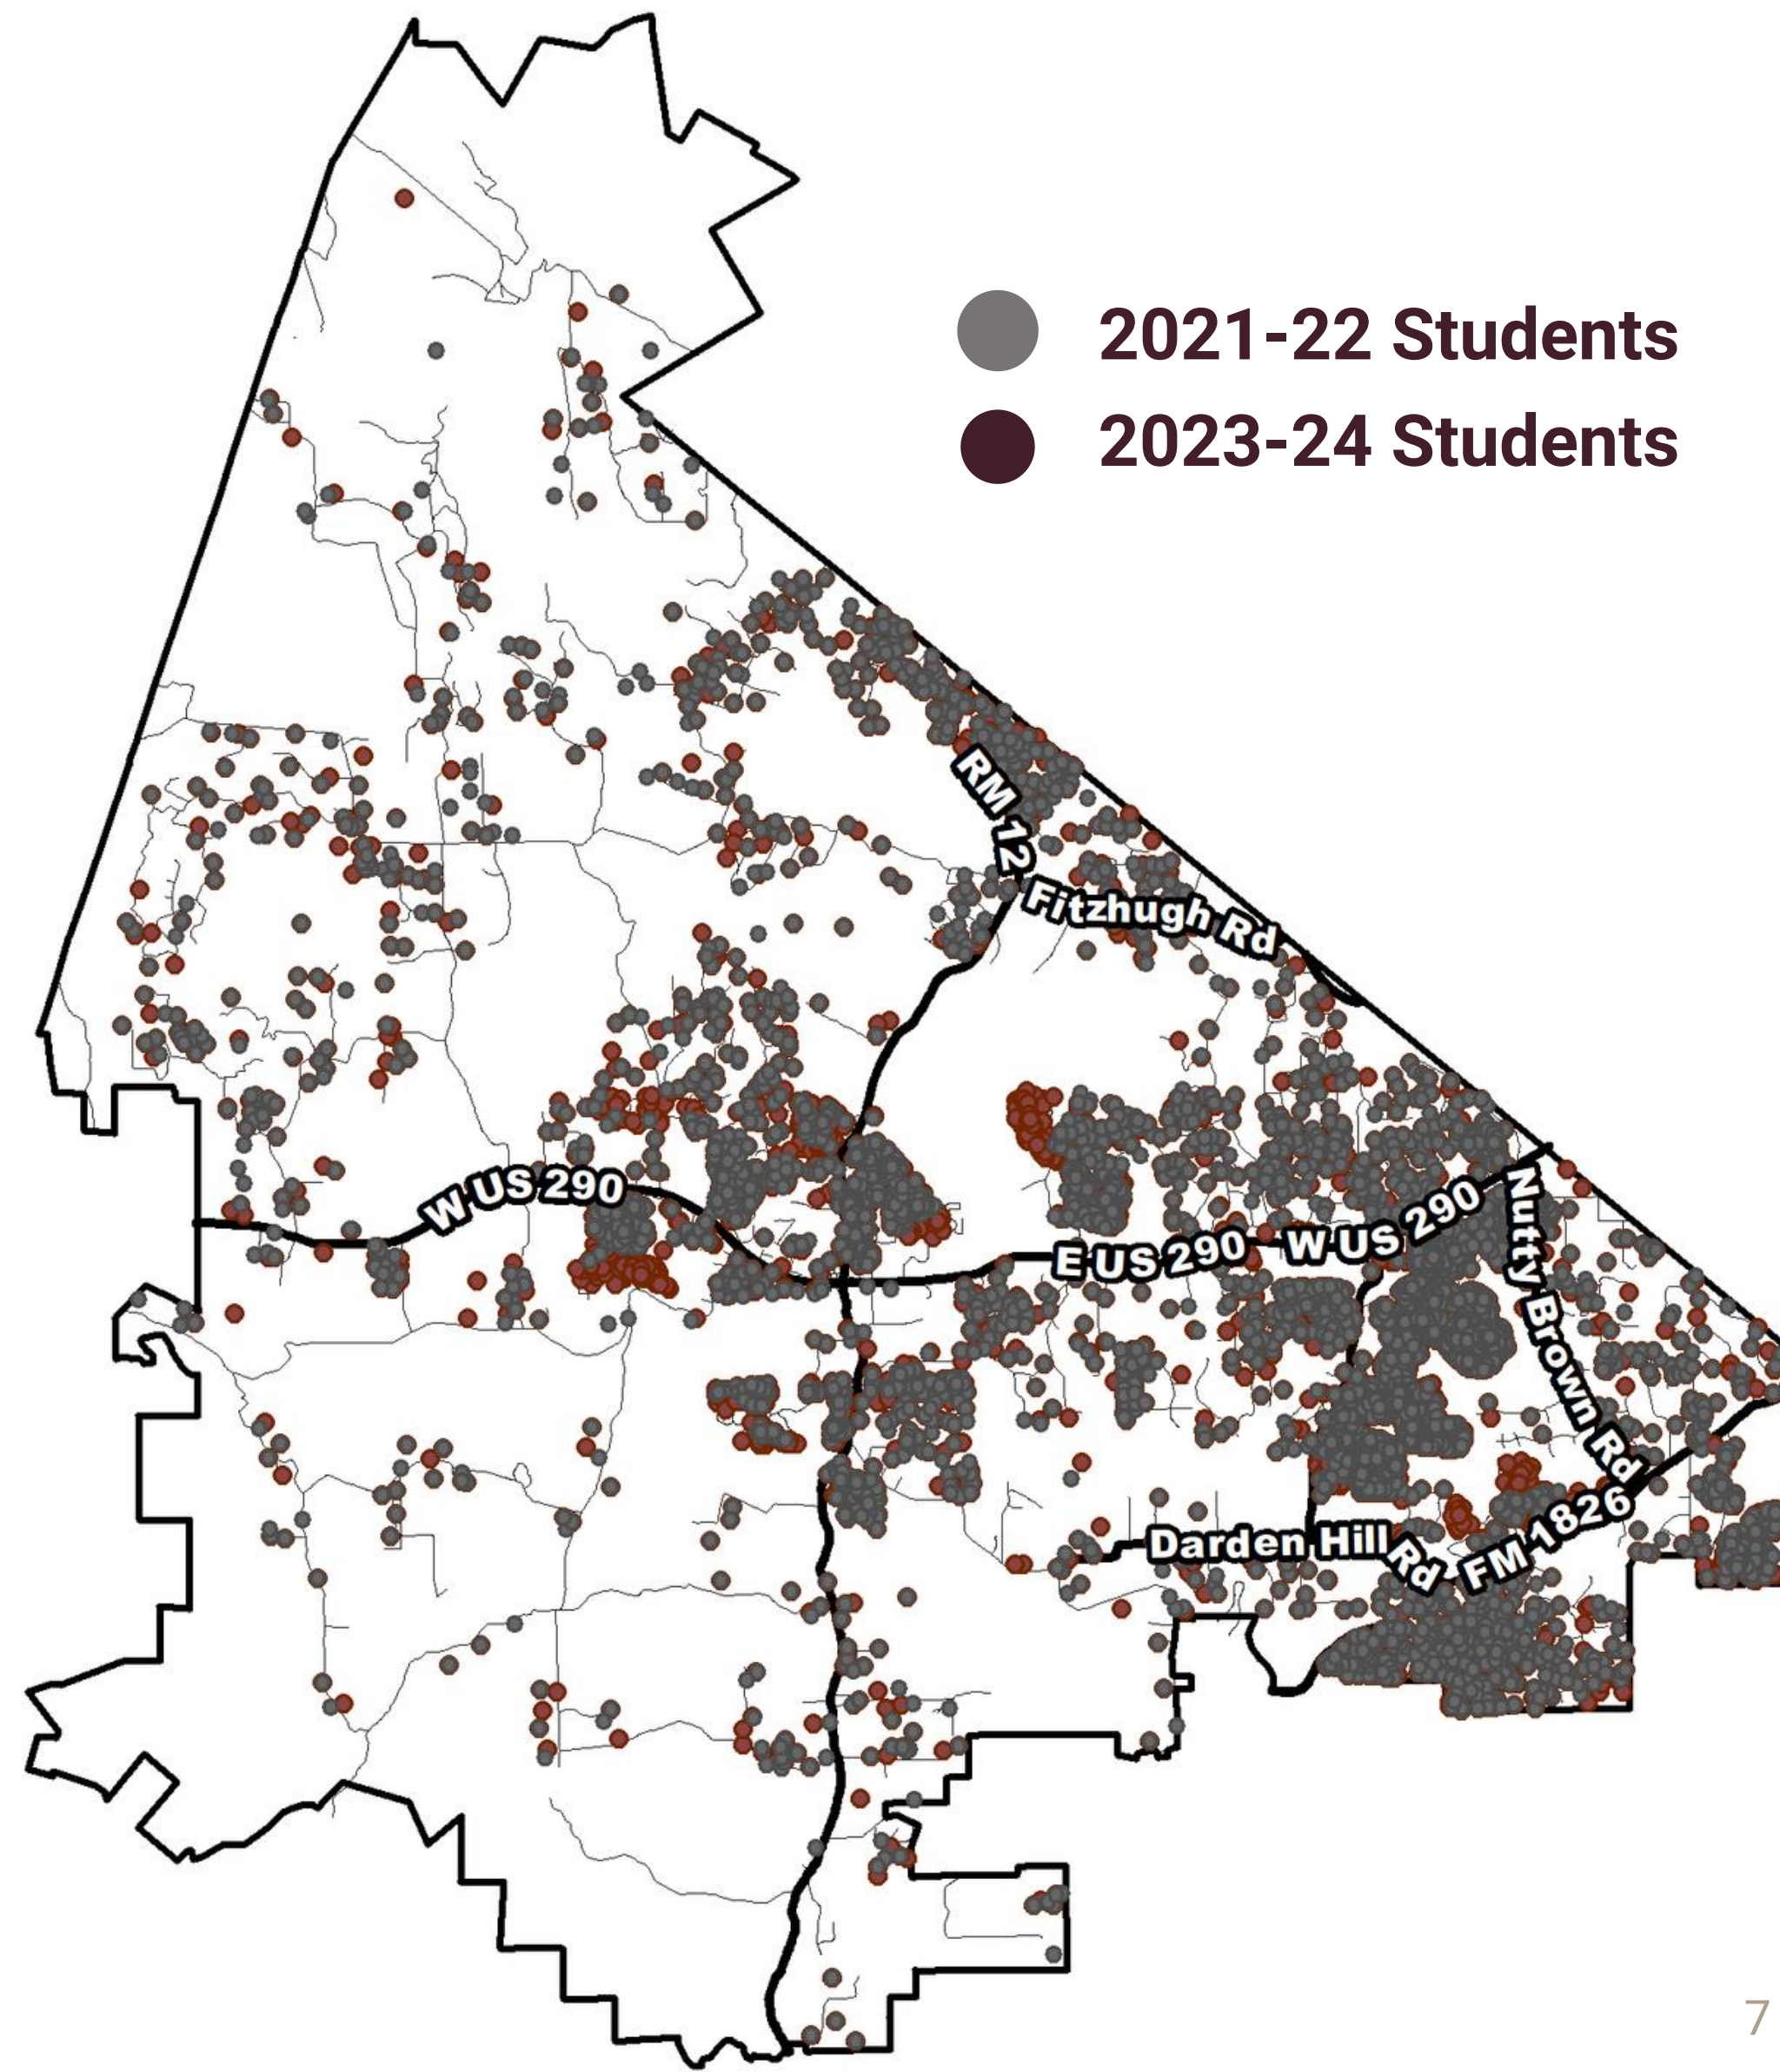 2021-22 Students
2023-24 Students
RM 12
Fitzhugh Rd
W US 290
E US 290
W US 290
Nutty Brown Rd
Darden Hill Rd
FM 1826
7